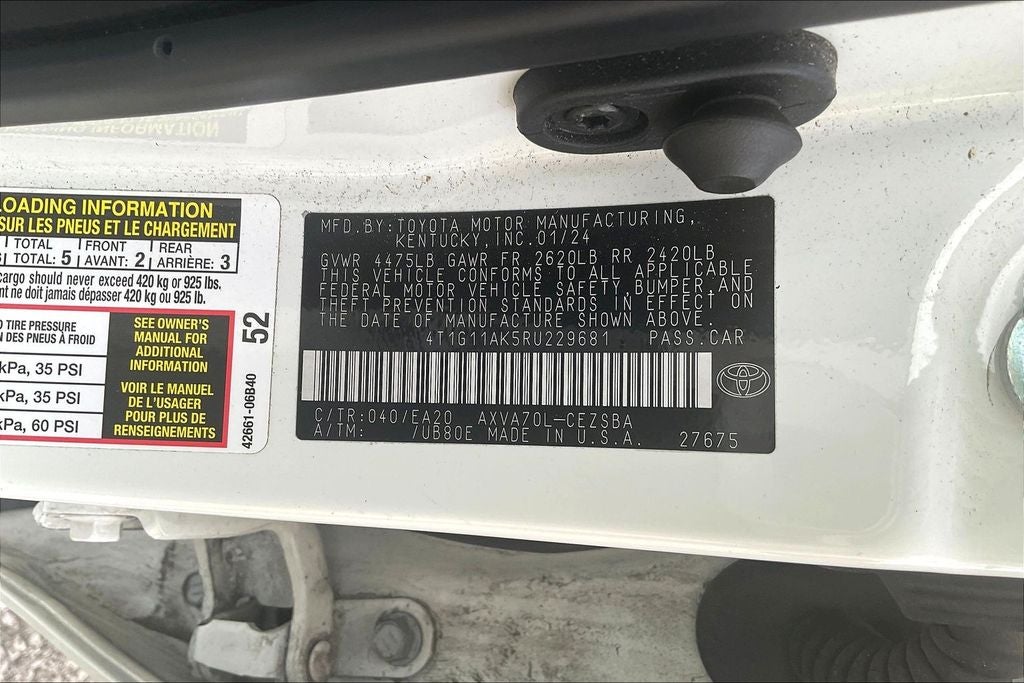 LOADING INFORMATION
SUR LES PNEUS ET LE CHARGEMENT
TOTAL FRONT REAR
TOTAL: 5 AVANT: 2 ARRIÈRE: 3
cargo should never exceed 420 kg or 925 lbs.
nt ne doit jamais dépasser 420 kg ou 925 lb.
TIRE PRESSURE
DES PNEUS À FROID
kPa, 35 PSI
kPa, 35 PSI
kPa, 60 PSI
SEE OWNER'S
MANUAL FOR
ADDITIONAL
INFORMATION
VOIR LE MANUEL
DE L'USAGER
POUR PLUS DE
RENSEIGNEMENTS
52
42661-06B40
MFD.BY:TOYOTA MOTOR MANUFACTURING,
KENTUCKY,INC.01/24
GVWR 4475LB GAWR FR 2620LB RR 2420LB
THIS VEHICLE CONFORMS TO ALL APPLICABLE
FEDERAL MOTOR VEHICLE SAFETY,BUMPER,AND
THEFT PREVENTION STANDARDS IN EFFECT ON
THE DATE OF MANUFACTURE SHOWN ABOVE.
4T1G11AK5RU229681 PASS.CAR
C/TR:040/EA20 AXVA70L-CEZSBA
A/TM: /UB80E MADE IN U.S.A. 27675